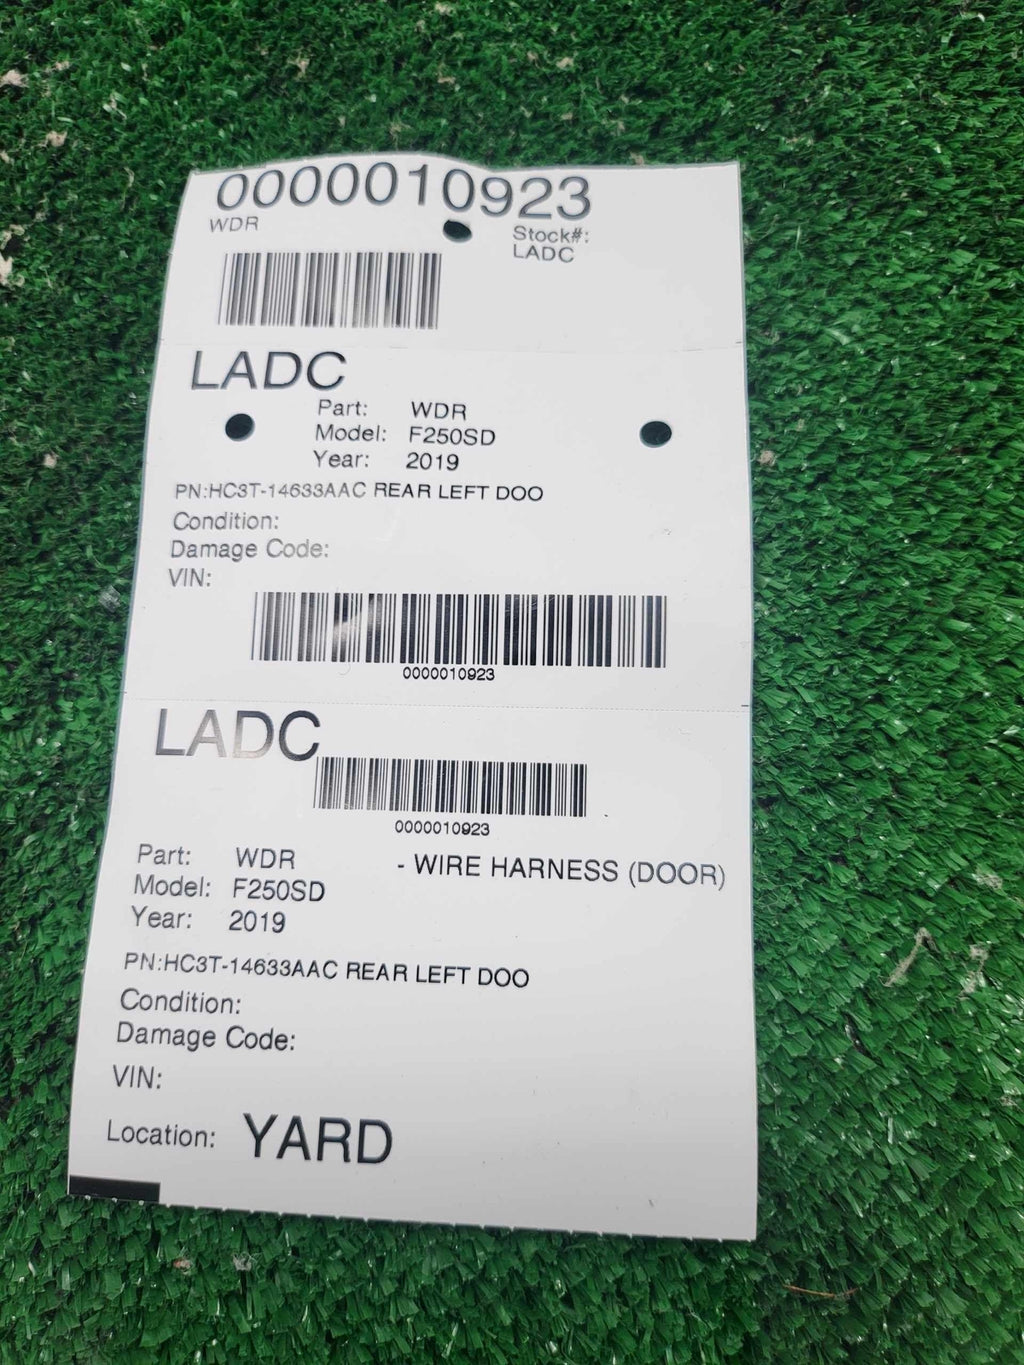 0000010923
WDR
Stock#:
LADC
LADC
Part: WDR
Model: F250SD
Year: 2019
PN:HC3T-14633AAC REAR LEFT DOO
Condition:
Damage Code:
VIN:
0000010923
LADC
0000010923
Part: WDR - WIRE HARNESS (DOOR)
Model: F250SD
Year: 2019
PN:HC3T-14633AAC REAR LEFT DOO
Condition:
Damage Code:
VIN:
Location: YARD